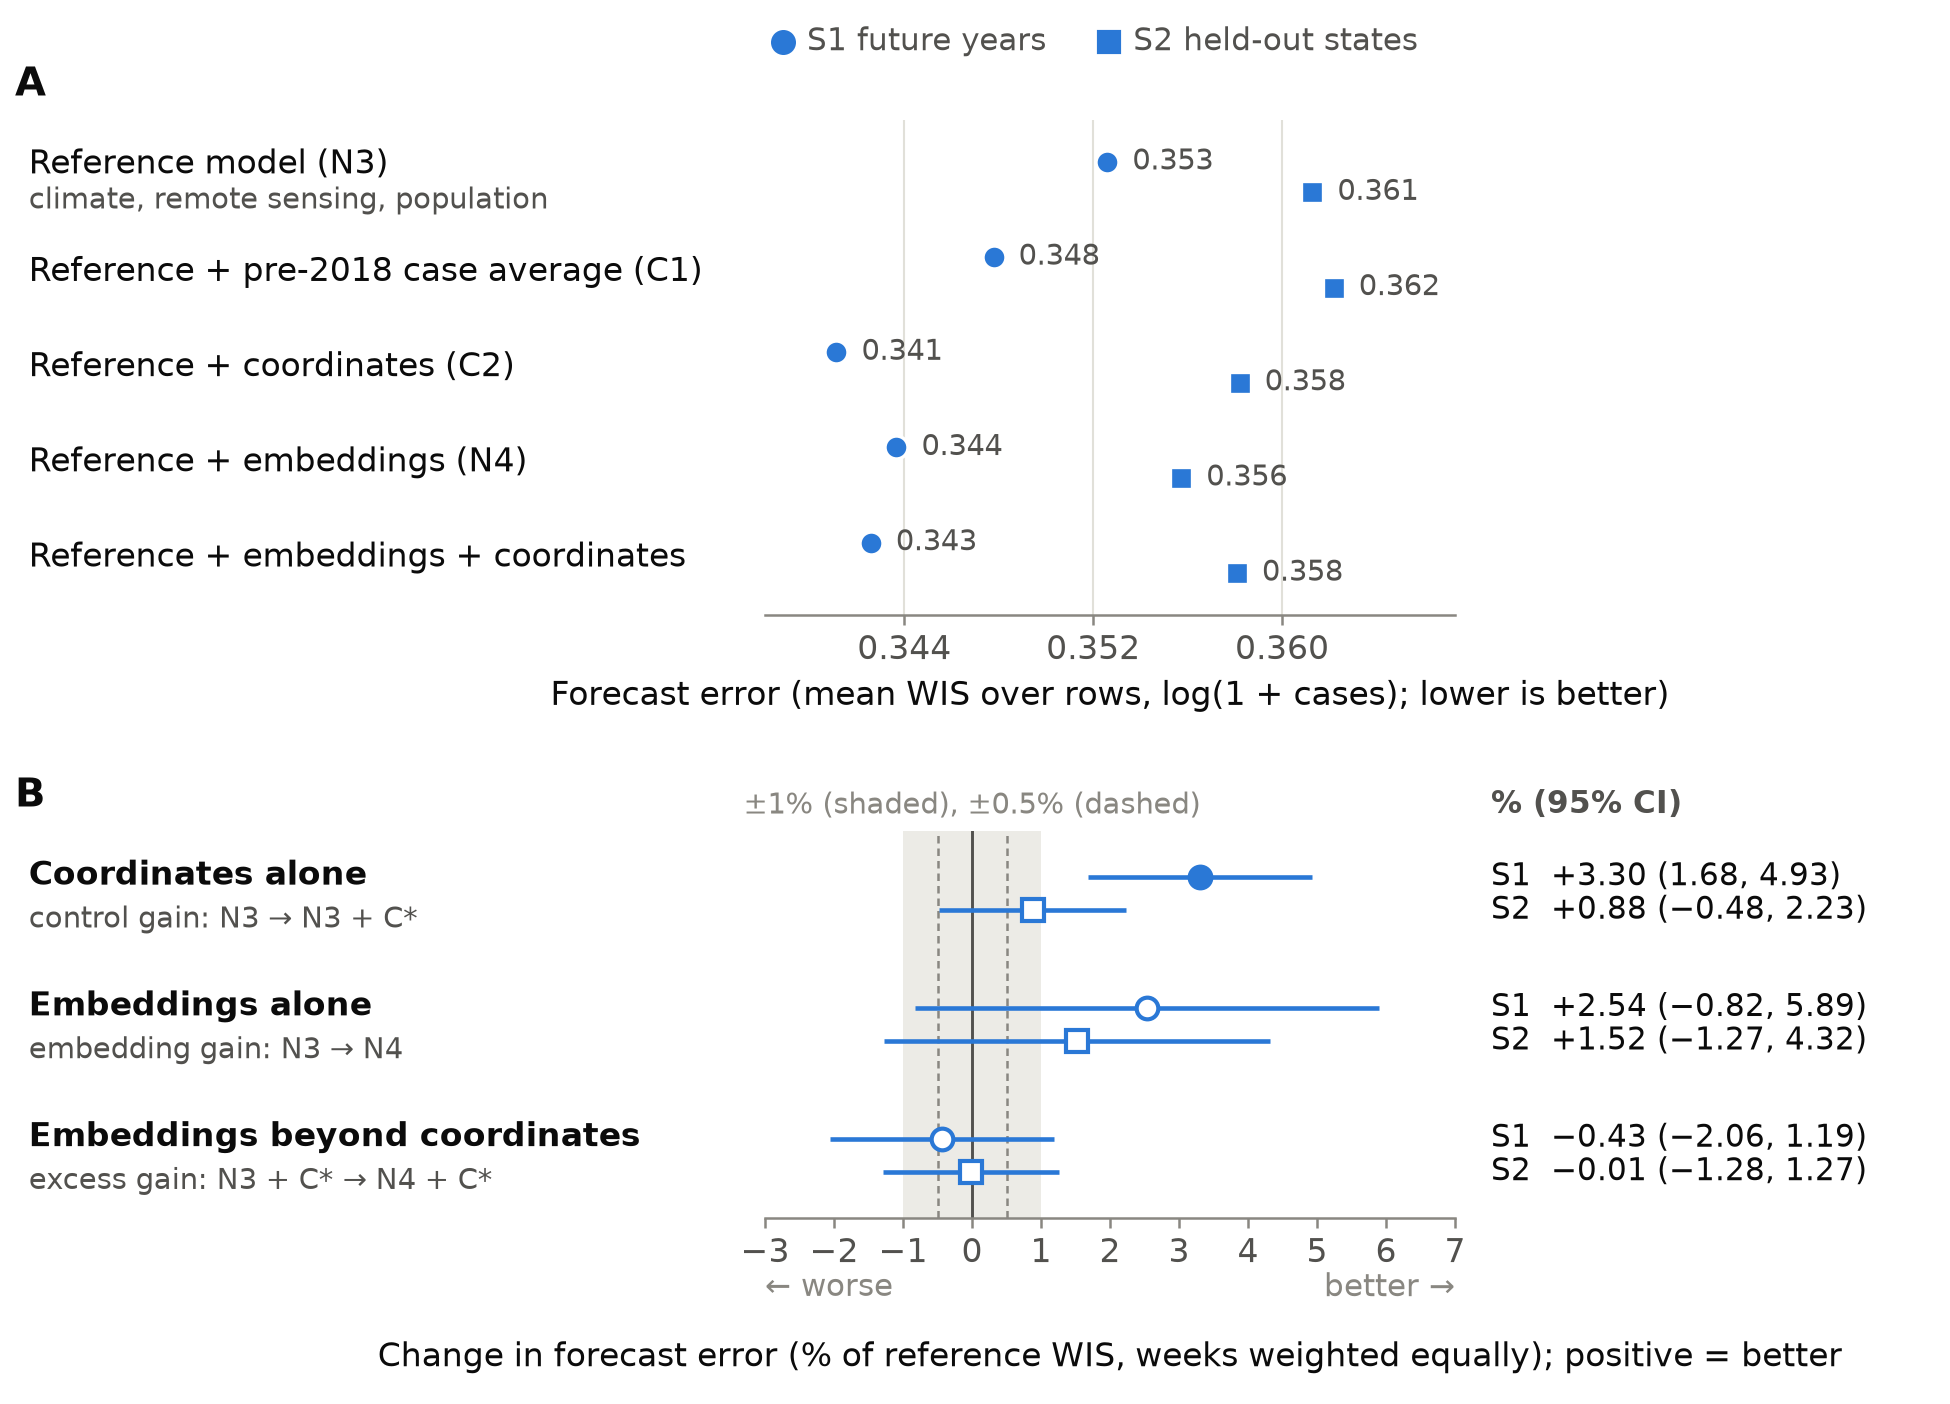 S1 future years
S2 held-out states
A
Reference model (N3)
climate, remote sensing, population
0.353
0.361
Reference + pre-2018 case average (C1)
0.348
0.362
Reference + coordinates (C2)
0.341
0.358
Reference + embeddings (N4)
0.344
0.356
Reference + embeddings + coordinates
0.343
0.358
0.344 0.352 0.360
Forecast error (mean WIS over rows, log(1 + cases); lower is better)
B
±1% (shaded), ±0.5% (dashed)
% (95% CI)
Coordinates alone
control gain: N3 → N3 + C*
S1 +3.30 (1.68, 4.93)
S2 +0.88 (−0.48, 2.23)
Embeddings alone
embedding gain: N3 → N4
S1 +2.54 (−0.82, 5.89)
S2 +1.52 (−1.27, 4.32)
Embeddings beyond coordinates
excess gain: N3 + C* → N4 + C*
S1 −0.43 (−2.06, 1.19)
S2 −0.01 (−1.28, 1.27)
−3 −2 −1 0 1 2 3 4 5 6 7
← worse
better →
Change in forecast error (% of reference WIS, weeks weighted equally); positive = better